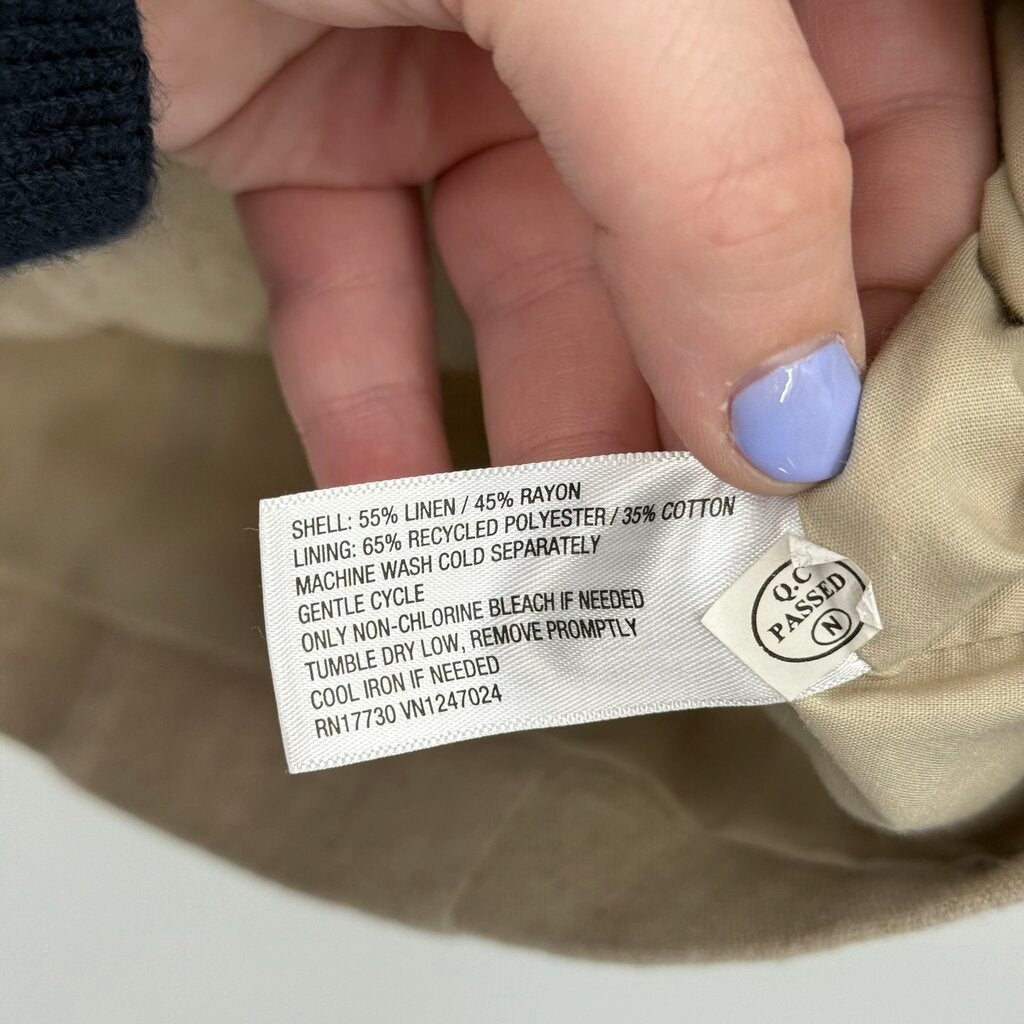 SHELL: 55% LINEN / 45% RAYON
LINING: 65% RECYCLED POLYESTER / 35% COTTON
MACHINE WASH COLD SEPARATELY
GENTLE CYCLE
ONLY NON-CHLORINE BLEACH IF NEEDED
TUMBLE DRY LOW, REMOVE PROMPTLY
COOL IRON IF NEEDED
RN17730 VN1247024
Q.C
PASSED
N